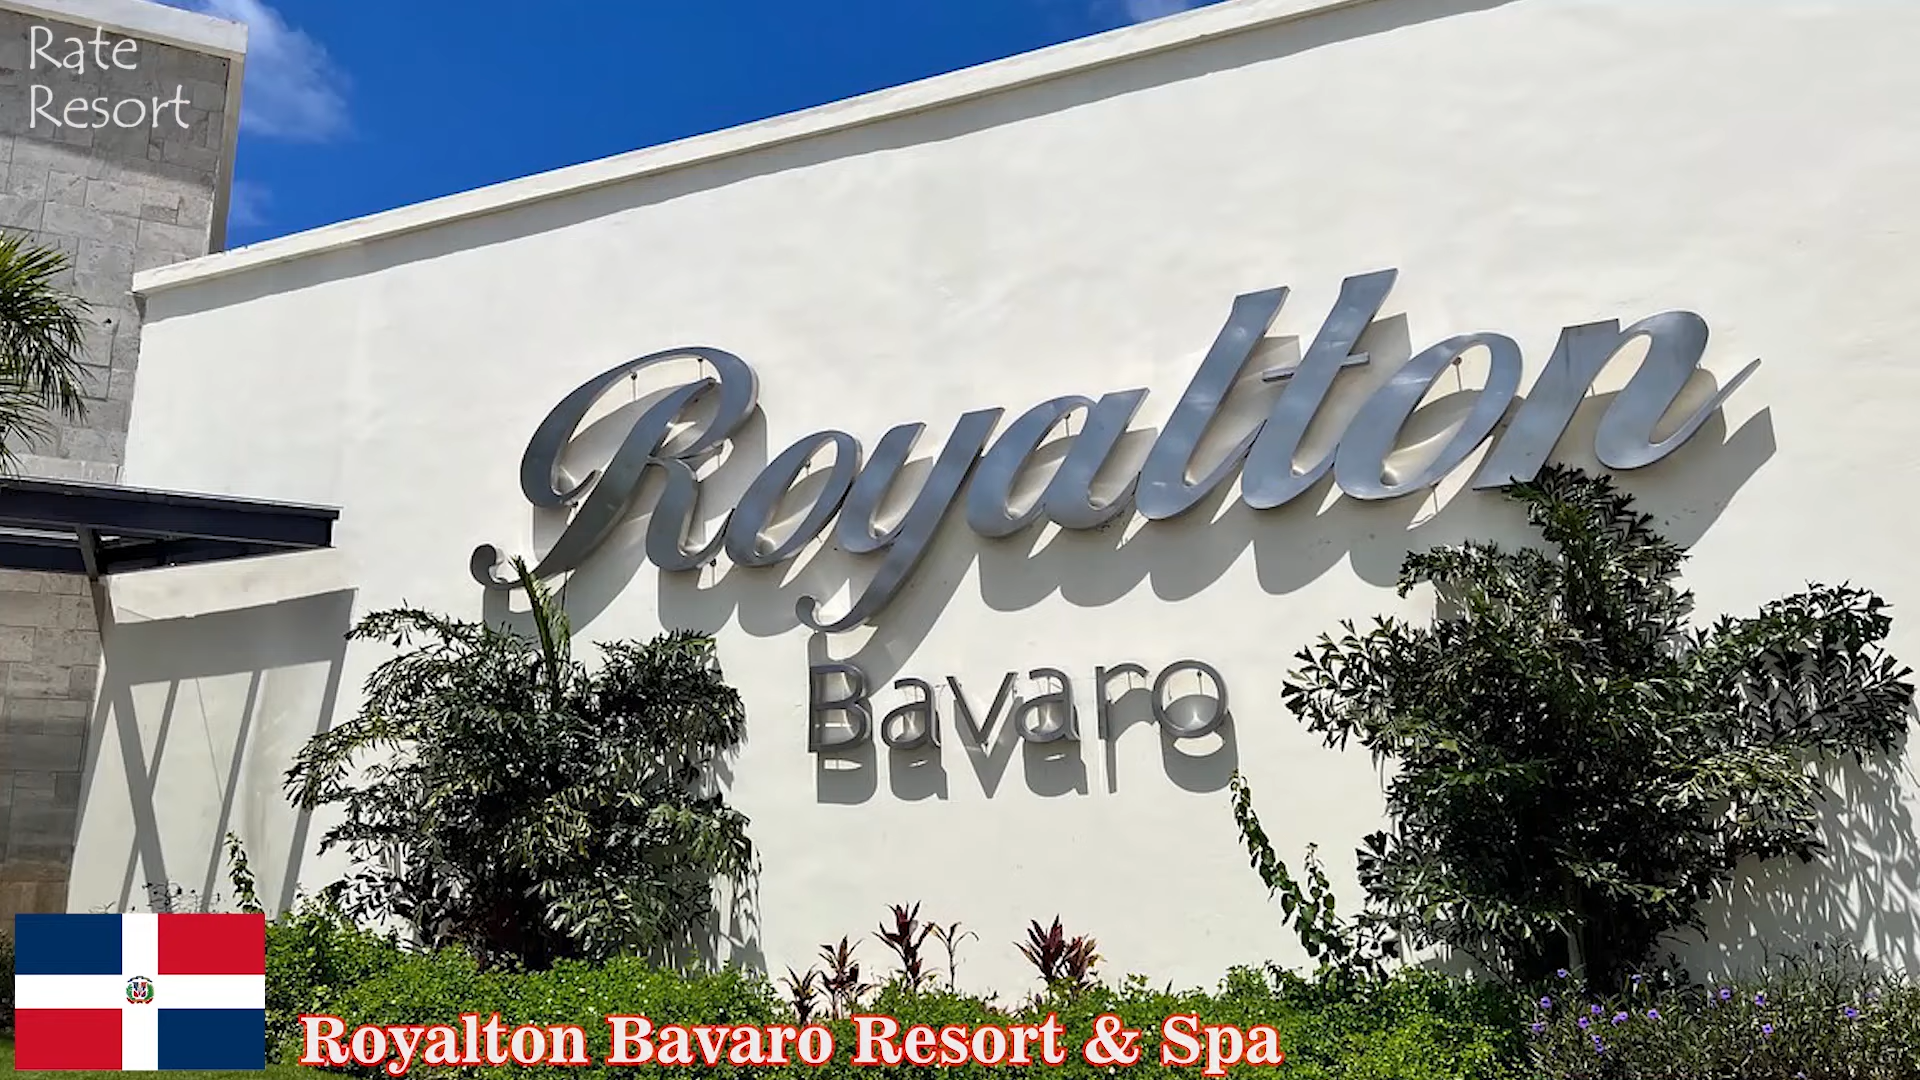 Rate
Resort
Royalton
Bavaro
Royalton Bavaro Resort & Spa